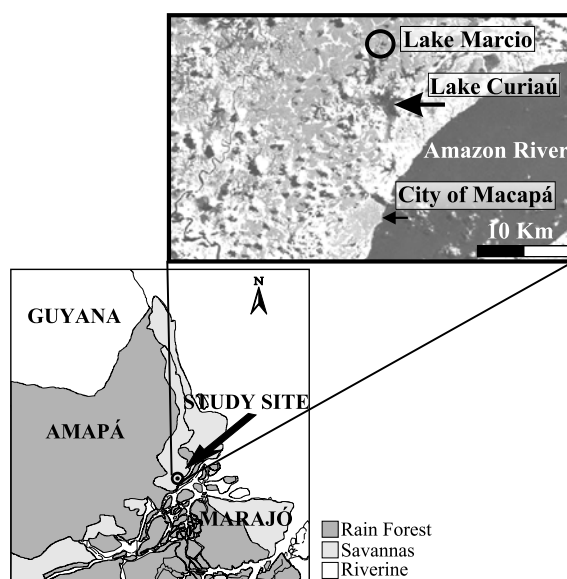 Lake Marcio
Lake Curiaú
Amazon River
City of Macapá
10 Km
N
GUYANA
STUDY SITE
AMAPÁ
MARAJÓ
Rain Forest
Savannas
Riverine